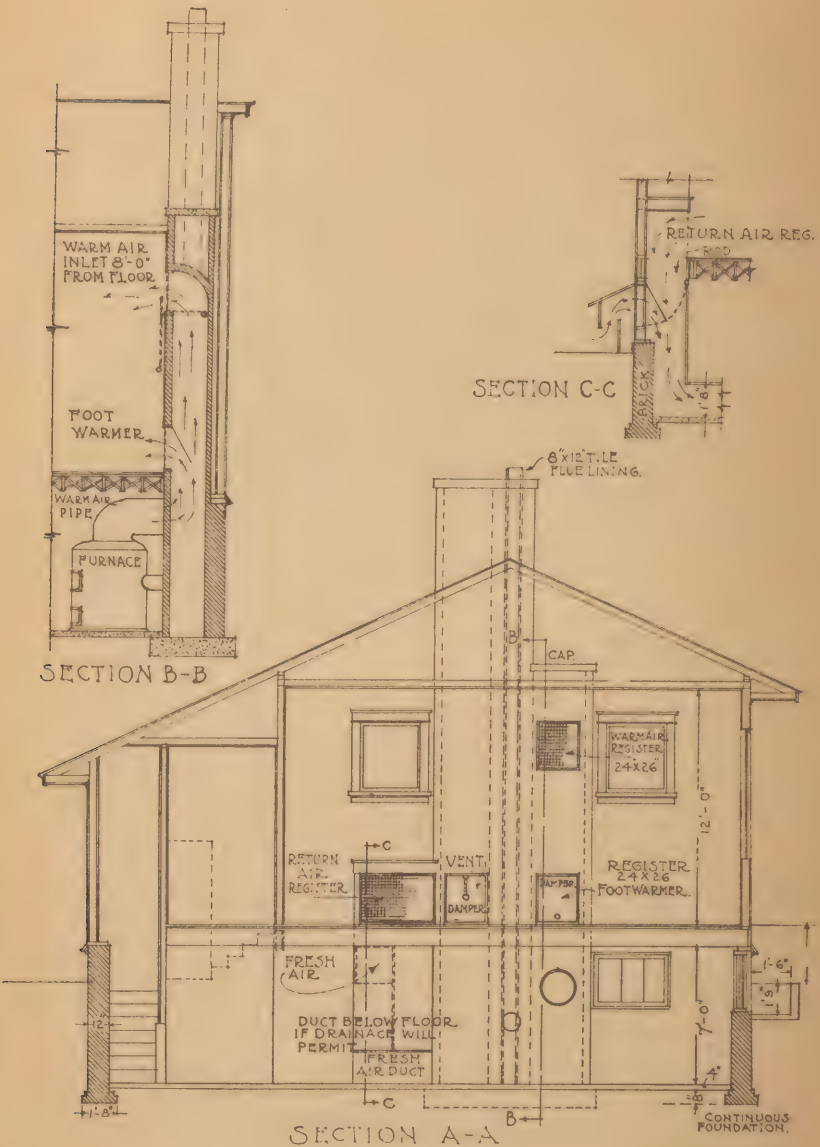 WARM AIR
INLET 8'-0"
FROM FLOOR
FOOT
WARMER
WARM AIR
PIPE
FURNACE
SECTION B-B
RETURN AIR REG.
ROD
BRICK
1'8"
SECTION C-C
8"X12" TILE
FLUE LINING.
B
CAP.
WARM AIR
REGISTER
24X26"
12'-0"
C
RETURN
AIR
REGISTER
VENT.
DAMPER
DAMPER
REGISTER
24X26
FOOTWARMER.
FRESH
AIR
DUCT BELOW FLOOR
IF DRAINAGE WILL
PERMIT
FRESH
AIR DUCT
12"
7'-0"
1'-6"
4"
8"
1'-8"
C
B
CONTINUOUS
FOUNDATION.
SECTION A-A